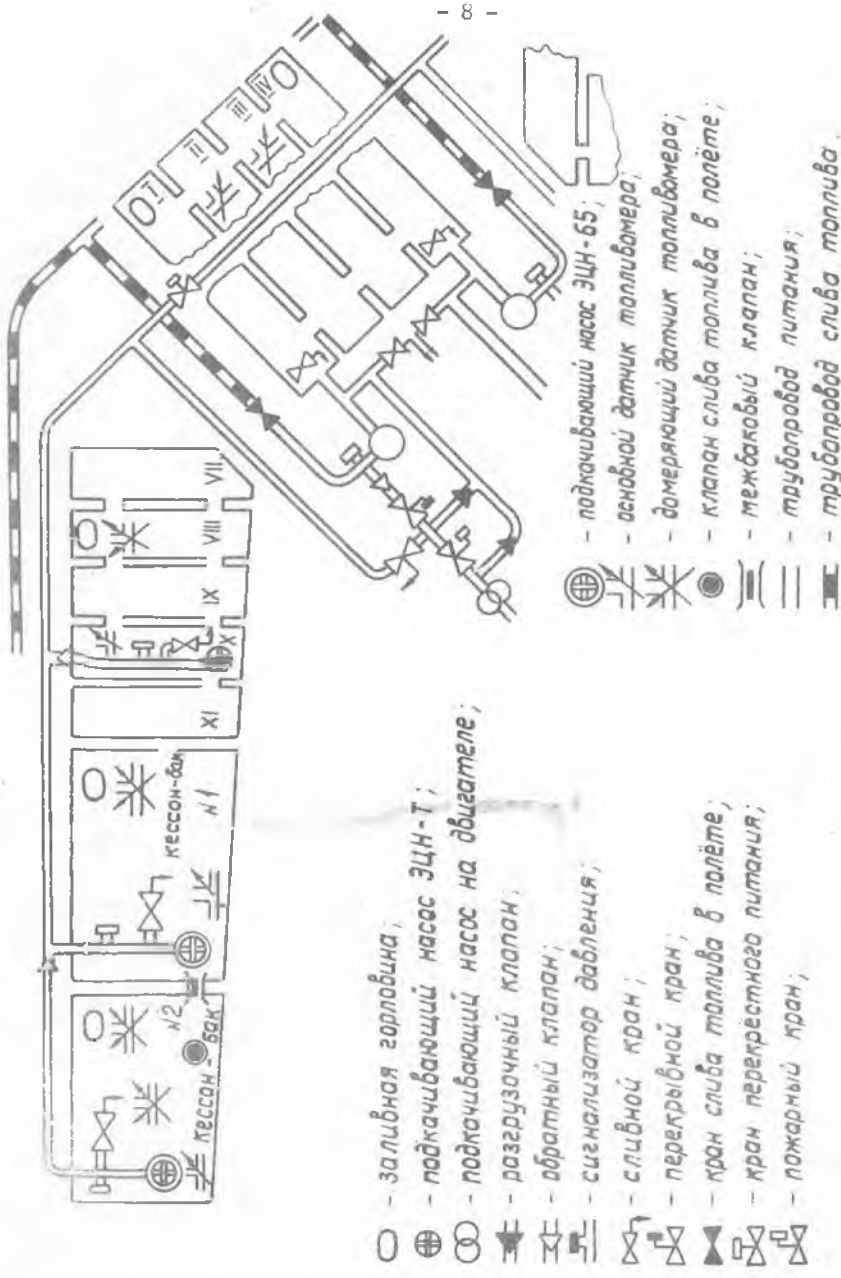 - 8 -
I
II
III
IV
VII
VIII
IX
X
XI
кессон-бак
N1
N2
кессон-бак
- заливная горловина;
- подкачивающий насос ЭЦН-Т;
- подкачивающий насос на двигателе;
- разгрузочный клапан;
- обратный клапан;
- сигнализатор давления;
- сливной кран;
- перекрывной кран;
- кран слива топлива в полёте;
- кран перекрестного питания;
- пожарный кран;
- подкачивающий насос ЭЦН-65;
- основной датчик топливомера;
- домеряющий датчик топливомера;
- клапан слива топлива в полёте;
- межбаковый клапан;
- трубопровод питания;
- трубопровод слива топлива.